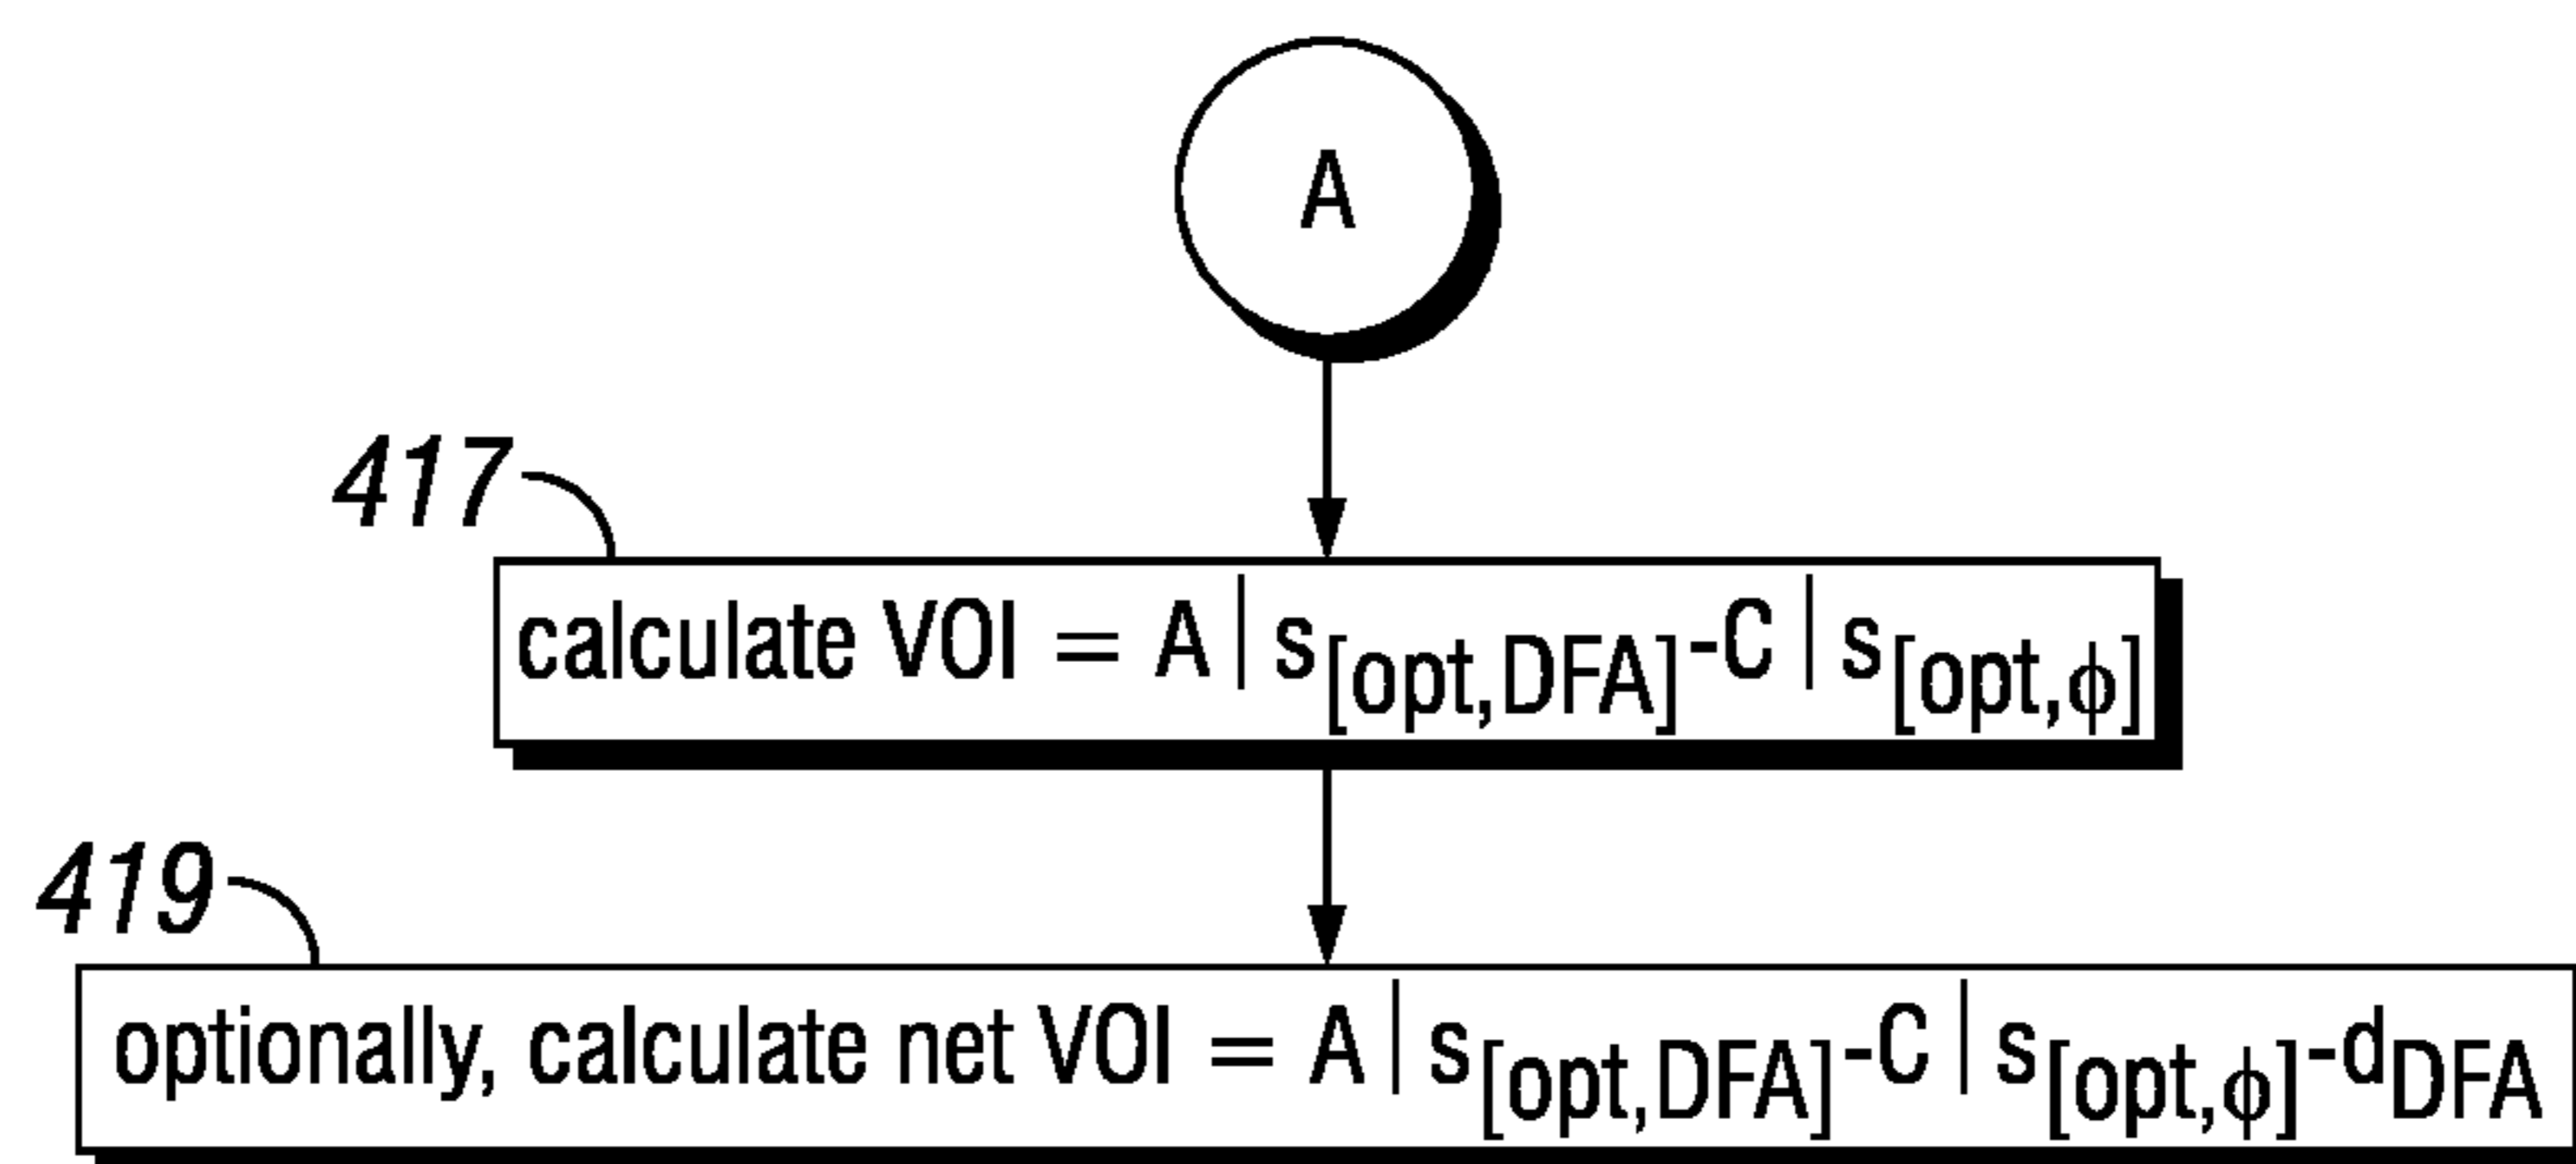 A
417
calculate VOI = A | s[opt,DFA]-C | s[opt,ϕ]
419
optionally, calculate net VOI = A | s[opt,DFA]-C | s[opt,ϕ]-dDFA